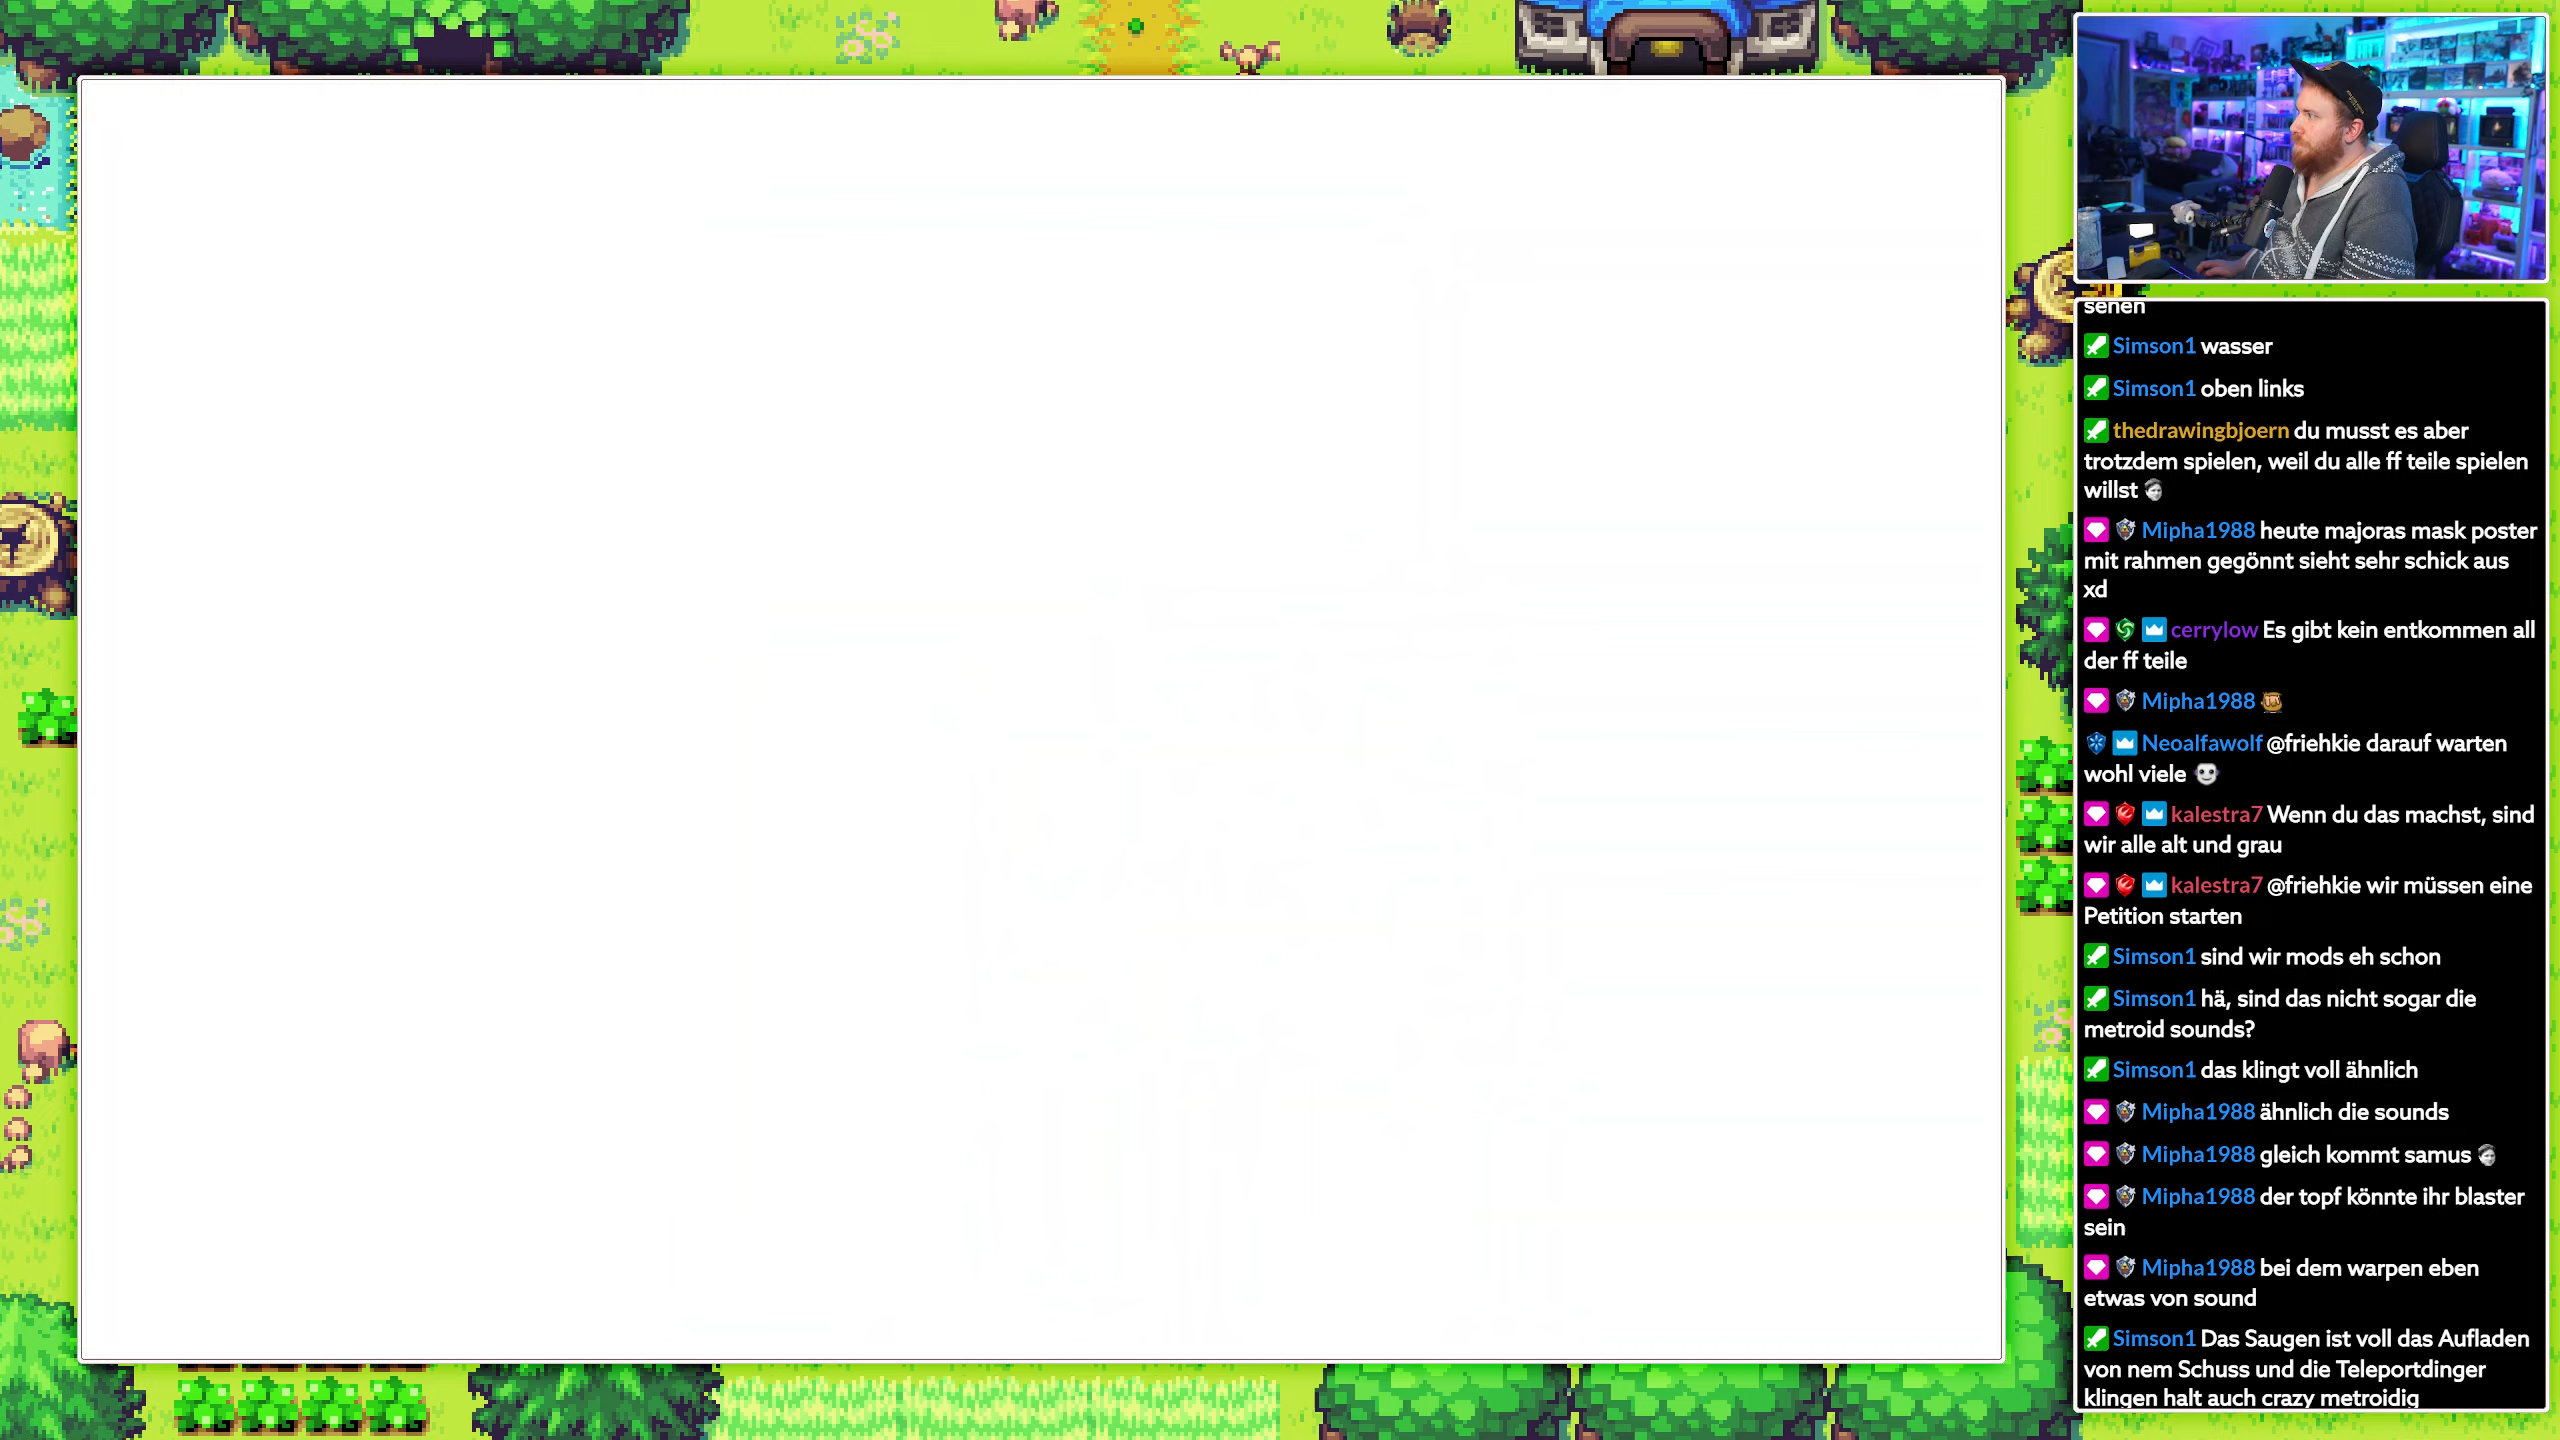 sehen
Simson1 wasser
Simson1 oben links
thedrawingbjoern du musst es aber
trotzdem spielen, weil du alle ff teile spielen
willst
Mipha1988 heute majoras mask poster
mit rahmen gegönnt sieht sehr schick aus
xd
cerrylow Es gibt kein entkommen all
der ff teile
Mipha1988
Neoalfawolf @friehkie darauf warten
wohl viele
kalestra7 Wenn du das machst, sind
wir alle alt und grau
kalestra7 @friehkie wir müssen eine
Petition starten
Simson1 sind wir mods eh schon
Simson1 hä, sind das nicht sogar die
metroid sounds?
Simson1 das klingt voll ähnlich
Mipha1988 ähnlich die sounds
Mipha1988 gleich kommt samus
Mipha1988 der topf könnte ihr blaster
sein
Mipha1988 bei dem warpen eben
etwas von sound
Simson1 Das Saugen ist voll das Aufladen
von nem Schuss und die Teleportdinger
klingen halt auch crazy metroidig